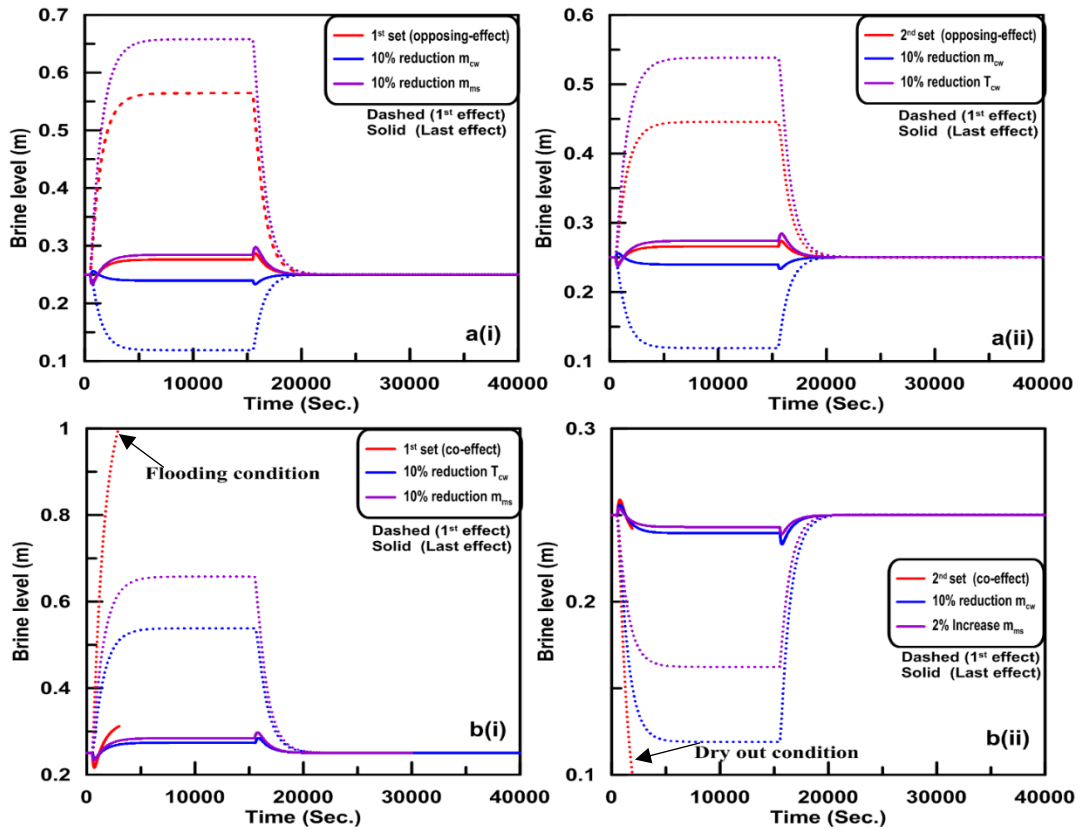 0.9
0.7
0.5
0.3
0.1
Brine level (m)
1st set (opposing-effect)
10% reduction mcw
10% reduction mms
Dashed (1st effect)
Solid (Last effect)
a(i)
0 10000 20000 30000 40000
Time (Sec.)
0.6
0.5
0.4
0.3
0.2
0.1
Brine level (m)
2nd set (opposing-effect)
10% reduction mcw
10% reduction Tcw
Dashed (1st effect)
Solid (Last effect)
a(ii)
0 10000 20000 30000 40000
Time (Sec.)
1
0.8
0.6
0.4
0.2
Brine level (m)
Flooding condition
1st set (co-effect)
10% reduction Tcw
10% reduction mms
Dashed (1st effect)
Solid (Last effect)
b(i)
0 10000 20000 30000 40000
Time (Sec.)
0.3
0.2
0.1
Brine level (m)
2nd set (co-effect)
10% reduction mcw
2% Increase mms
Dashed (1st effect)
Solid (Last effect)
b(ii)
Dry out condition
0 10000 20000 30000 40000
Time (Sec.)